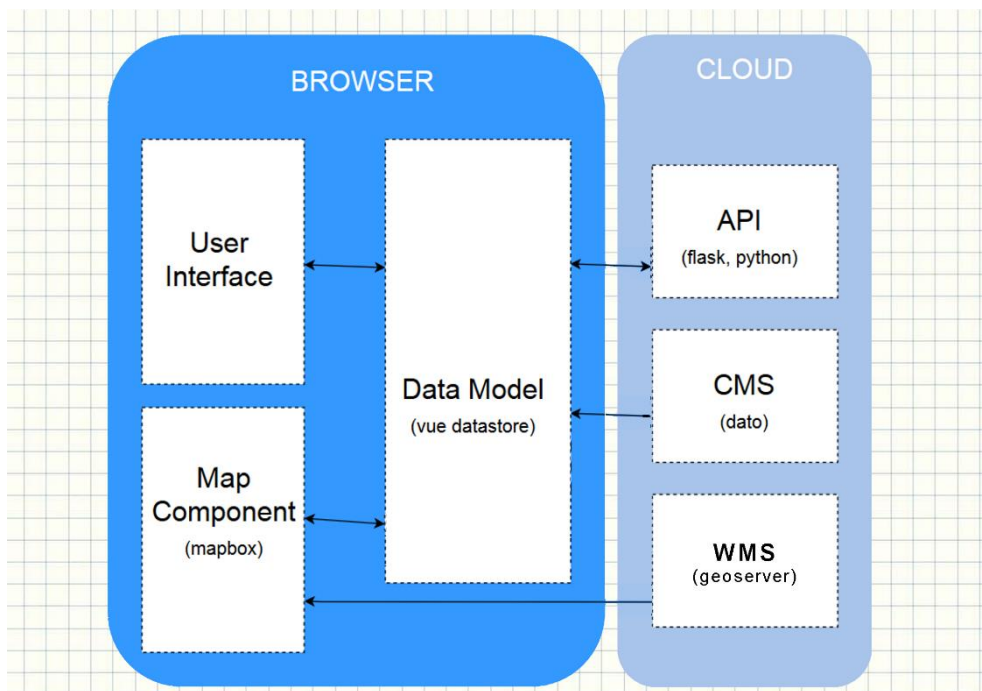 BROWSER
User
Interface
Data Model
(vue datastore)
Map
Component
(mapbox)
CLOUD
API
(flask, python)
CMS
(dato)
WMS
(geoserver)